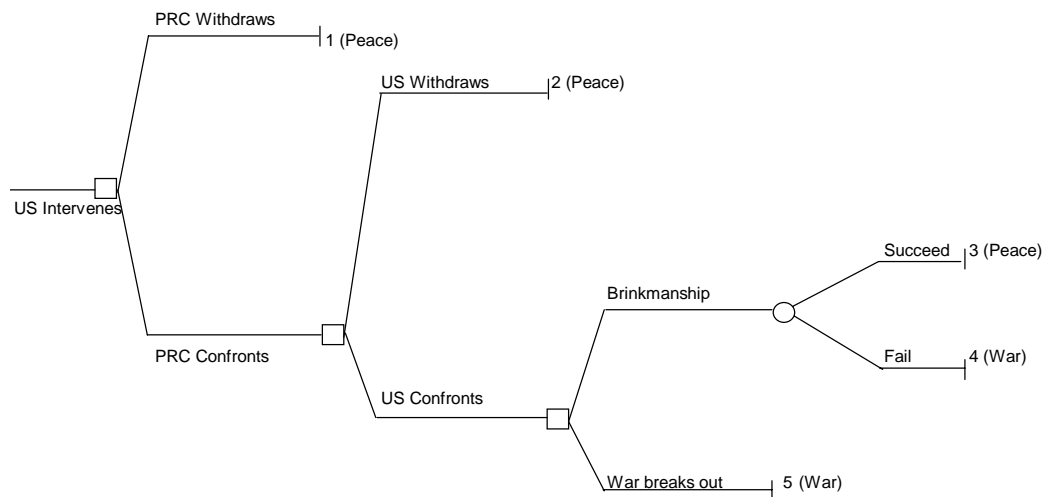 PRC Withdraws
1 (Peace)
US Withdraws
2 (Peace)
US Intervenes
Succeed
3 (Peace)
Brinkmanship
PRC Confronts
Fail
4 (War)
US Confronts
War breaks out
5 (War)